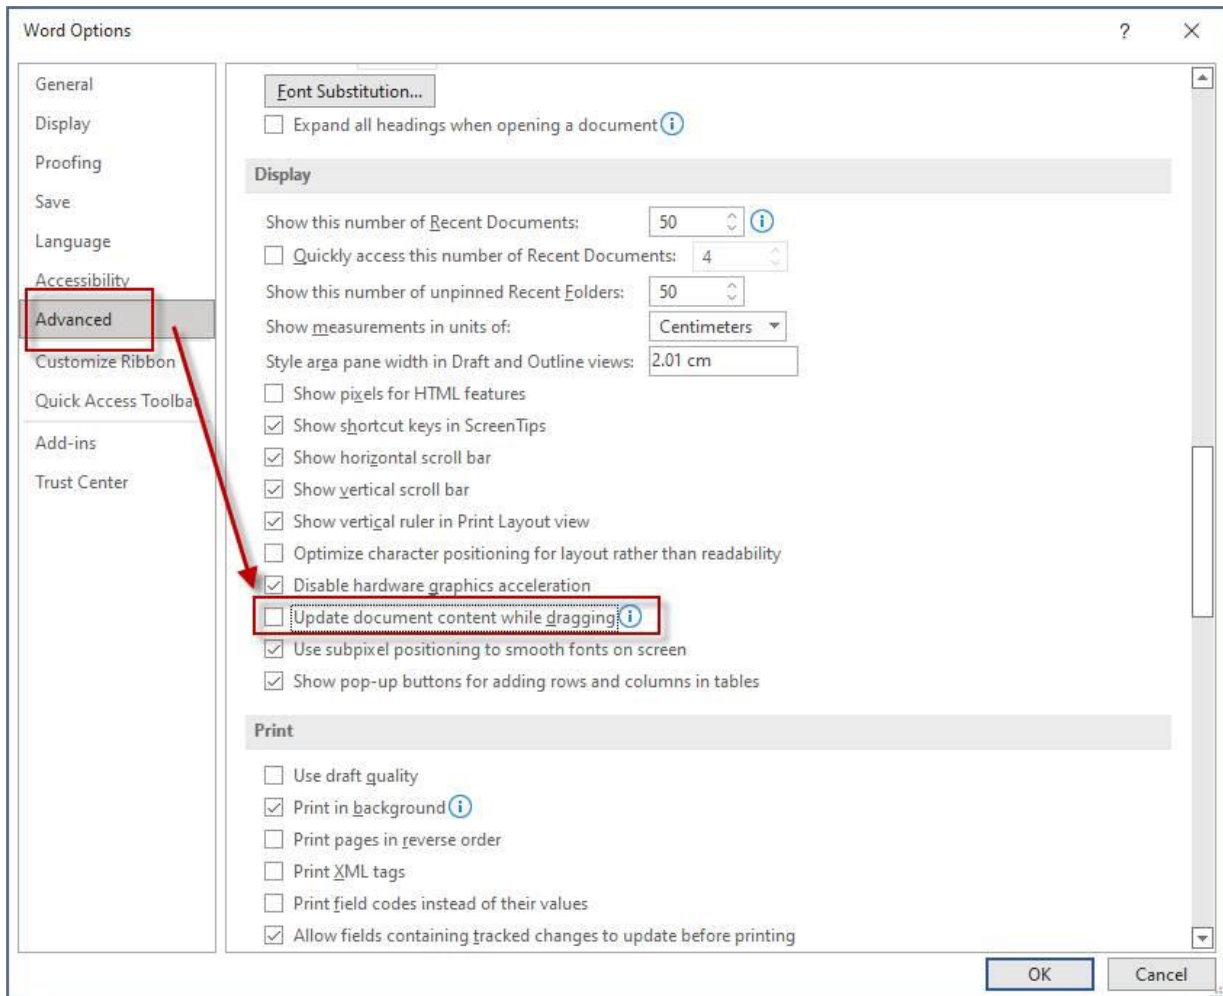 Word Options
?
General
Display
Proofing
Save
Language
Accessibility
Advanced
Customize Ribbon
Quick Access Toolbar
Add-ins
Trust Center
Font Substitution...
Expand all headings when opening a document
Display
Show this number of Recent Documents: 50
Quickly access this number of Recent Documents: 4
Show this number of unpinned Recent Folders: 50
Show measurements in units of: Centimeters
Style area pane width in Draft and Outline views: 2.01 cm
Show pixels for HTML features
Show shortcut keys in ScreenTips
Show horizontal scroll bar
Show vertical scroll bar
Show vertical ruler in Print Layout view
Optimize character positioning for layout rather than readability
Disable hardware graphics acceleration
Update document content while dragging
Use subpixel positioning to smooth fonts on screen
Show pop-up buttons for adding rows and columns in tables
Print
Use draft quality
Print in background
Print pages in reverse order
Print XML tags
Print field codes instead of their values
Allow fields containing tracked changes to update before printing
OK
Cancel